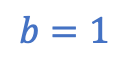 b = 1